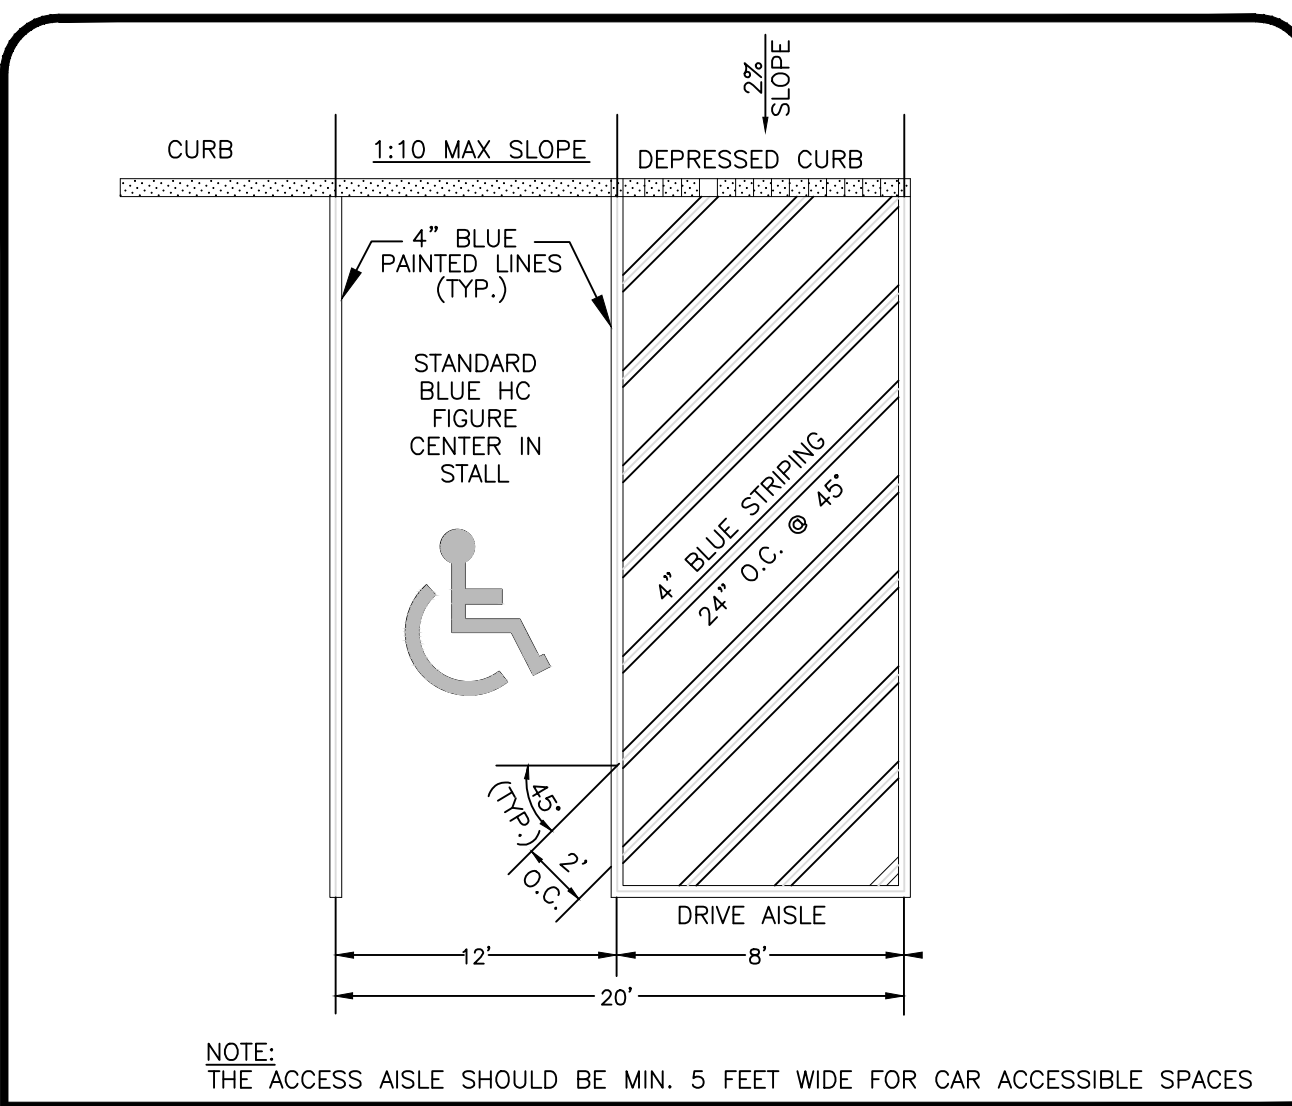 2%
SLOPE
CURB
1:10 MAX SLOPE
DEPRESSED CURB
4” BLUE
PAINTED LINES
(TYP.)
STANDARD
BLUE HC
FIGURE
CENTER IN
STALL
4” BLUE STRIPING
24” O.C. @ 45°
45°
(TYP.)
2’
O.C.
DRIVE AISLE
12’
8’
20’
NOTE:
THE ACCESS AISLE SHOULD BE MIN. 5 FEET WIDE FOR CAR ACCESSIBLE SPACES